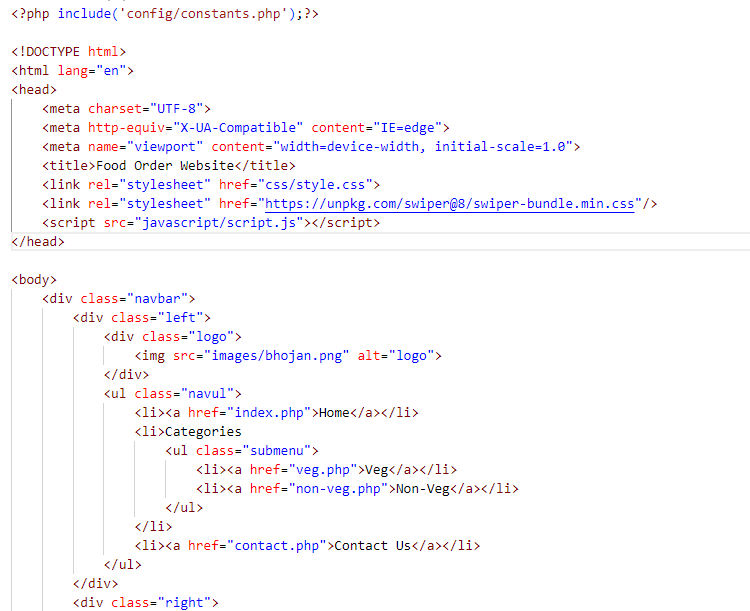 <?php include('config/constants.php');?>
<!DOCTYPE html>
<html lang="en">
<head>
    <meta charset="UTF-8">
    <meta http-equiv="X-UA-Compatible" content="IE=edge">
    <meta name="viewport" content="width=device-width, initial-scale=1.0">
    <title>Food Order Website</title>
    <link rel="stylesheet" href="css/style.css">
    <link rel="stylesheet" href="https://unpkg.com/swiper@8/swiper-bundle.min.css"/>
    <script src="javascript/script.js"></script>
</head>
<body>
    <div class="navbar">
        <div class="left">
            <div class="logo">
                <img src="images/bhojan.png" alt="logo">
            </div>
            <ul class="navul">
                <li><a href="index.php">Home</a></li>
                <li>Categories
                    <ul class="submenu">
                        <li><a href="veg.php">Veg</a></li>
                        <li><a href="non-veg.php">Non-Veg</a></li>
                    </ul>
                </li>
                <li><a href="contact.php">Contact Us</a></li>
            </ul>
        </div>
        <div class="right">